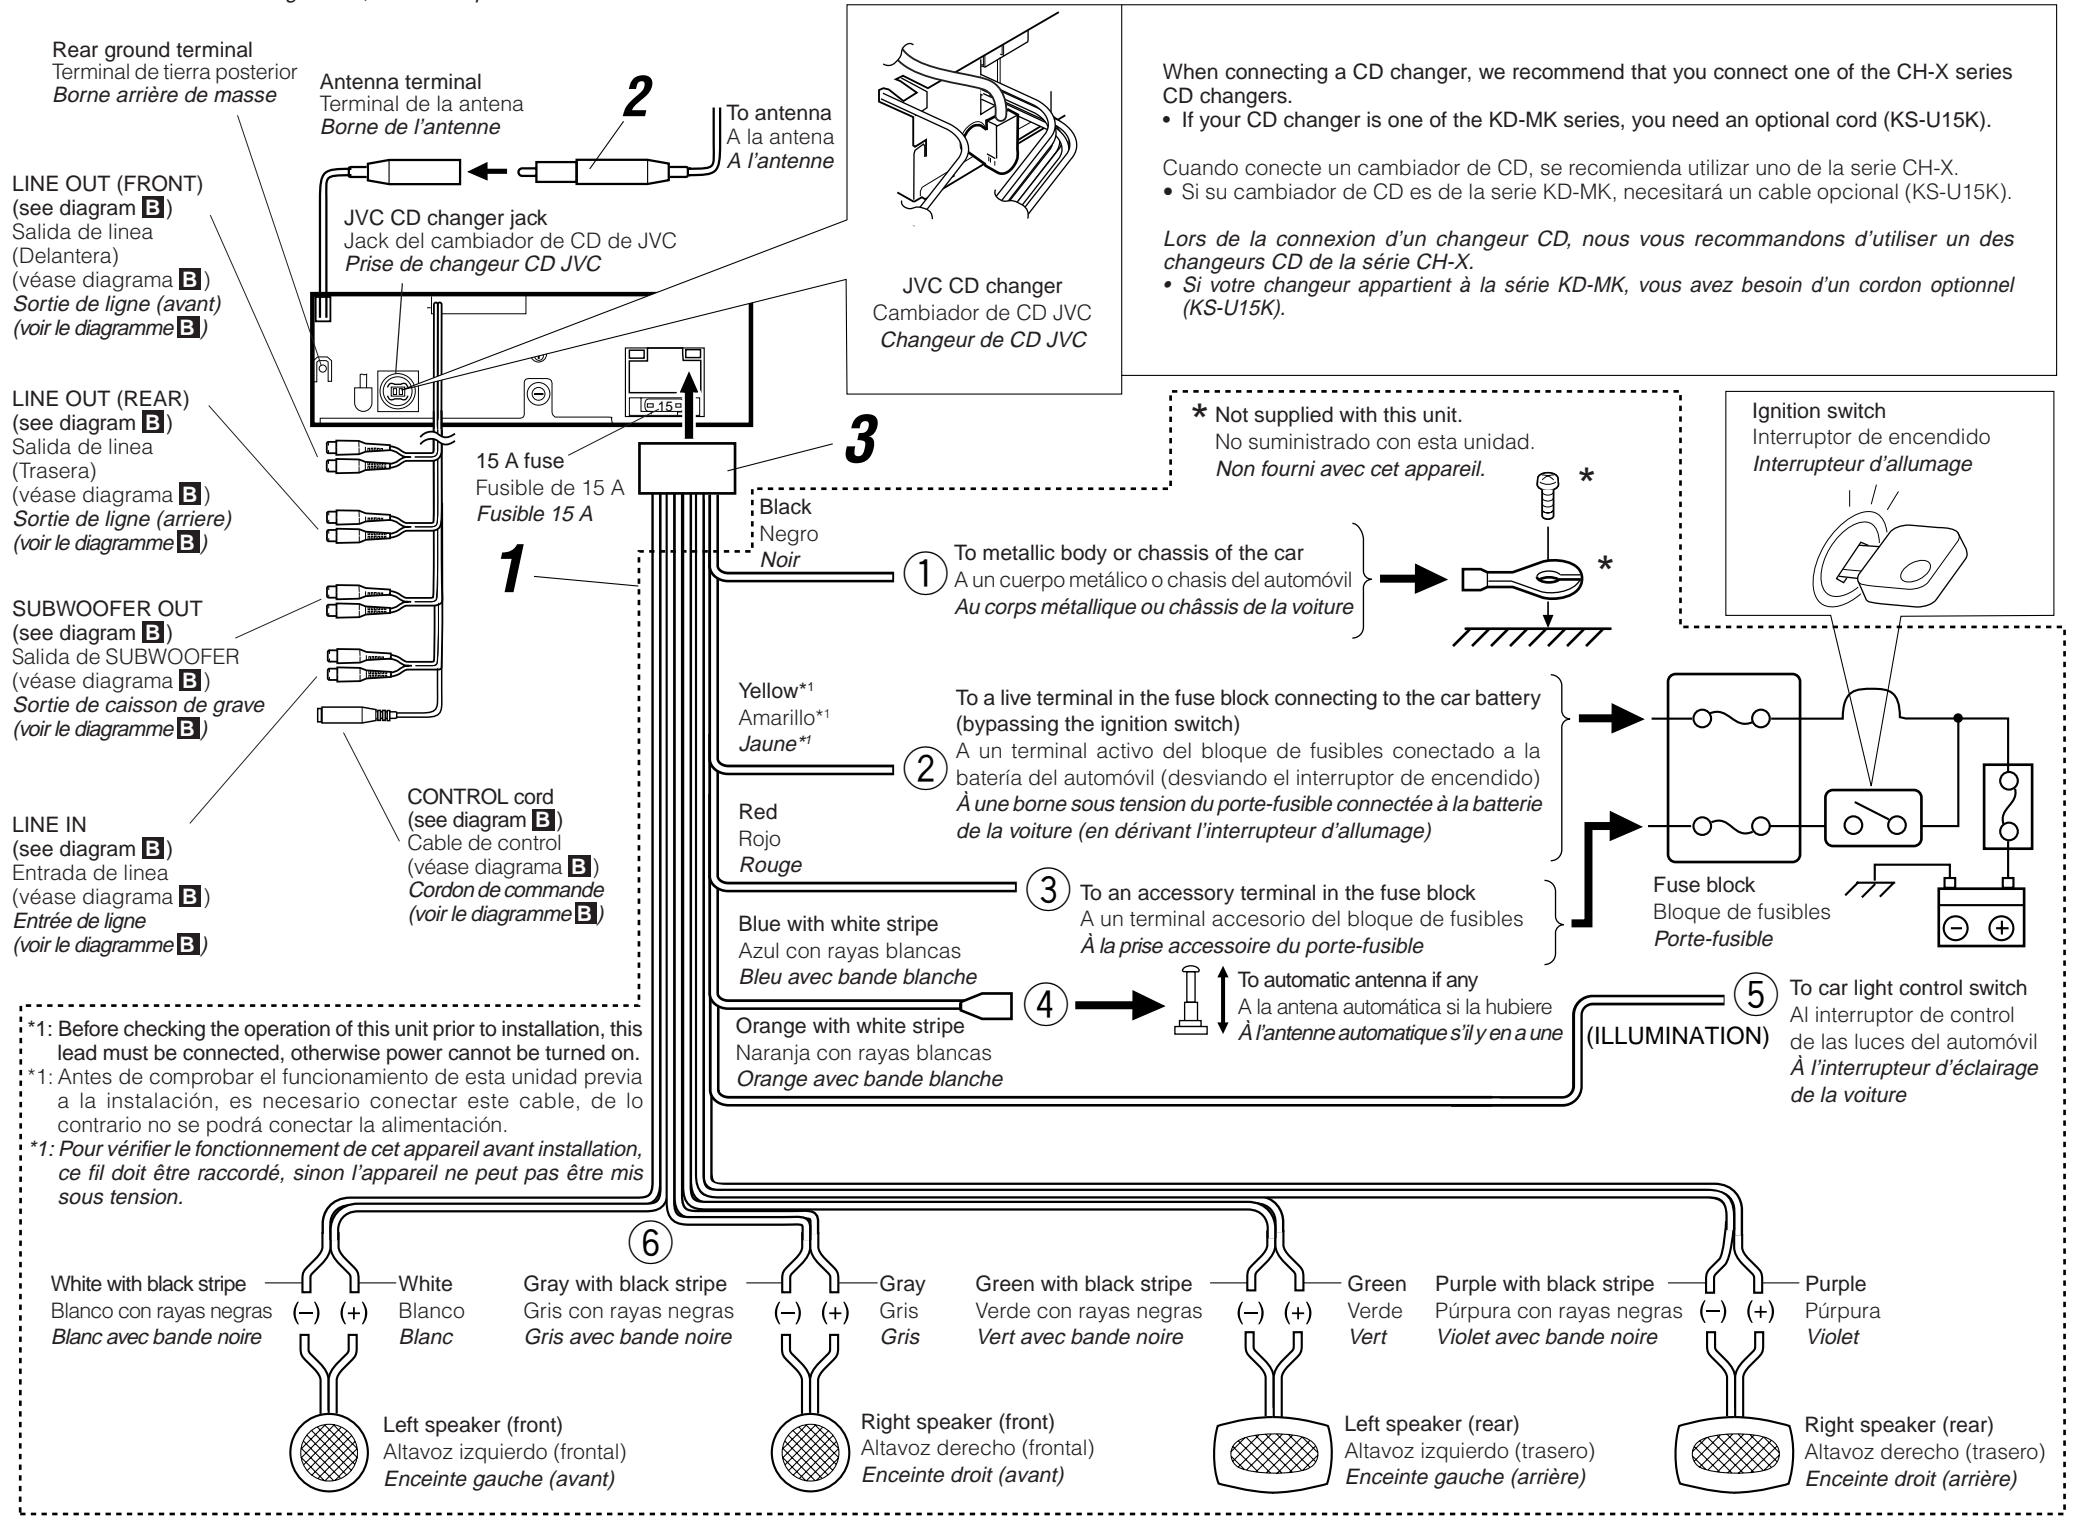 Rear ground terminal
Terminal de tierra posterior
Borne arrière de masse
Antenna terminal
Terminal de la antena
Borne de l'antenne
2
To antenna
A la antena
A l'antenne
LINE OUT (FRONT)
(see diagram B)
Salida de linea
(Delantera)
(véase diagrama B)
Sortie de ligne (avant)
(voir le diagramme B)
JVC CD changer jack
Jack del cambiador de CD de JVC
Prise de changeur CD JVC
JVC CD changer
Cambiador de CD JVC
Changeur de CD JVC
When connecting a CD changer, we recommend that you connect one of the CH-X series
CD changers.
• If your CD changer is one of the KD-MK series, you need an optional cord (KS-U15K).
Cuando conecte un cambiador de CD, se recomienda utilizar uno de la serie CH-X.
• Si su cambiador de CD es de la serie KD-MK, necesitará un cable opcional (KS-U15K).
Lors de la connexion d'un changeur CD, nous vous recommandons d'utiliser un des
changeurs CD de la série CH-X.
• Si votre changeur appartient à la série KD-MK, vous avez besoin d'un cordon optionnel
(KS-U15K).
LINE OUT (REAR)
(see diagram B)
Salida de linea
(Trasera)
(véase diagrama B)
Sortie de ligne (arriere)
(voir le diagramme B)
15
15 A fuse
Fusible de 15 A
Fusible 15 A
3
1
* Not supplied with this unit.
No suministrado con esta unidad.
Non fourni avec cet appareil.
*
*
Ignition switch
Interruptor de encendido
Interrupteur d'allumage
Black
Negro
Noir
① To metallic body or chassis of the car
A un cuerpo metálico o chasis del automóvil
Au corps métallique ou châssis de la voiture
SUBWOOFER OUT
(see diagram B)
Salida de SUBWOOFER
(véase diagrama B)
Sortie de caisson de grave
(voir le diagramme B)
Yellow*1
Amarillo*1
Jaune*1
② To a live terminal in the fuse block connecting to the car battery
(bypassing the ignition switch)
A un terminal activo del bloque de fusibles conectado a la
batería del automóvil (desviando el interruptor de encendido)
À une borne sous tension du porte-fusible connectée à la batterie
de la voiture (en dérivant l'interrupteur d'allumage)
LINE IN
(see diagram B)
Entrada de linea
(véase diagrama B)
Entrée de ligne
(voir le diagramme B)
CONTROL cord
(see diagram B)
Cable de control
(véase diagrama B)
Cordon de commande
(voir le diagramme B)
Red
Rojo
Rouge
③ To an accessory terminal in the fuse block
A un terminal accesorio del bloque de fusibles
À la prise accessoire du porte-fusible
Fuse block
Bloque de fusibles
Porte-fusible
− +
Blue with white stripe
Azul con rayas blancas
Bleu avec bande blanche
④ To automatic antenna if any
A la antena automática si la hubiere
À l'antenne automatique s'il y en a une
Orange with white stripe
Naranja con rayas blancas
Orange avec bande blanche
(ILLUMINATION)
⑤ To car light control switch
Al interruptor de control
de las luces del automóvil
À l'interrupteur d'éclairage
de la voiture
*1: Before checking the operation of this unit prior to installation, this
lead must be connected, otherwise power cannot be turned on.
*1: Antes de comprobar el funcionamiento de esta unidad previa
a la instalación, es necesario conectar este cable, de lo
contrario no se podrá conectar la alimentación.
*1: Pour vérifier le fonctionnement de cet appareil avant installation,
ce fil doit être raccordé, sinon l'appareil ne peut pas être mis
sous tension.
⑥
White with black stripe
Blanco con rayas negras
Blanc avec bande noire
(−) (+)
White
Blanco
Blanc
Gray with black stripe
Gris con rayas negras
Gris avec bande noire
(−) (+)
Gray
Gris
Gris
Green with black stripe
Verde con rayas negras
Vert avec bande noire
(−) (+)
Green
Verde
Vert
Purple with black stripe
Púrpura con rayas negras
Violet avec bande noire
(−) (+)
Purple
Púrpura
Violet
Left speaker (front)
Altavoz izquierdo (frontal)
Enceinte gauche (avant)
Right speaker (front)
Altavoz derecho (frontal)
Enceinte droit (avant)
Left speaker (rear)
Altavoz izquierdo (trasero)
Enceinte gauche (arrière)
Right speaker (rear)
Altavoz derecho (trasero)
Enceinte droit (arrière)